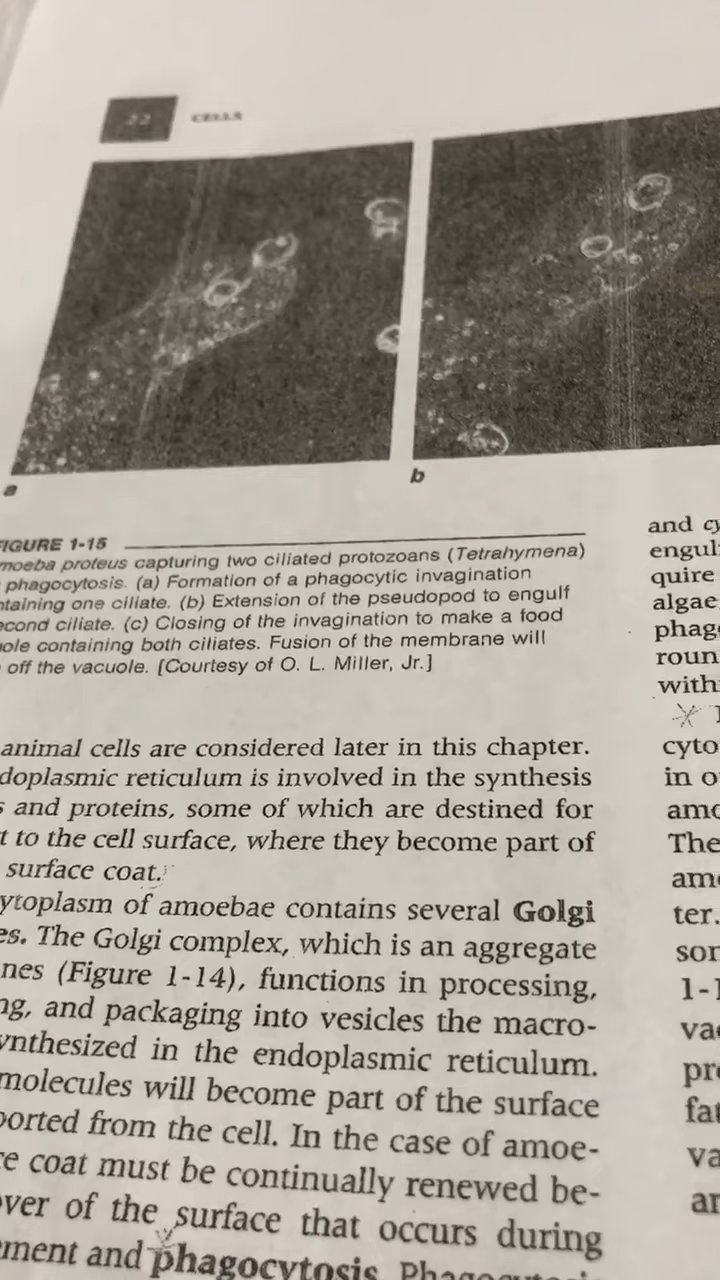 22 CELLS
a
b
FIGURE 1-15
moeba proteus capturing two ciliated protozoans (Tetrahymena)
phagocytosis. (a) Formation of a phagocytic invagination
ntaining one ciliate. (b) Extension of the pseudopod to engulf
econd ciliate. (c) Closing of the invagination to make a food
uole containing both ciliates. Fusion of the membrane will
off the vacuole. [Courtesy of O. L. Miller, Jr.]
animal cells are considered later in this chapter.
doplasmic reticulum is involved in the synthesis
s and proteins, some of which are destined for
t to the cell surface, where they become part of
surface coat.
ytoplasm of amoebae contains several Golgi
es. The Golgi complex, which is an aggregate
nes (Figure 1-14), functions in processing,
ng, and packaging into vesicles the macro-
ynthesized in the endoplasmic reticulum.
molecules will become part of the surface
ported from the cell. In the case of amoe-
ce coat must be continually renewed be-
over of the surface that occurs during
ment and phagocytosis.
and cy
engul
quire
algae
phag
roun
with
cyto
in o
amo
The
am
ter.
son
1-1
va
pr
fat
va
ar